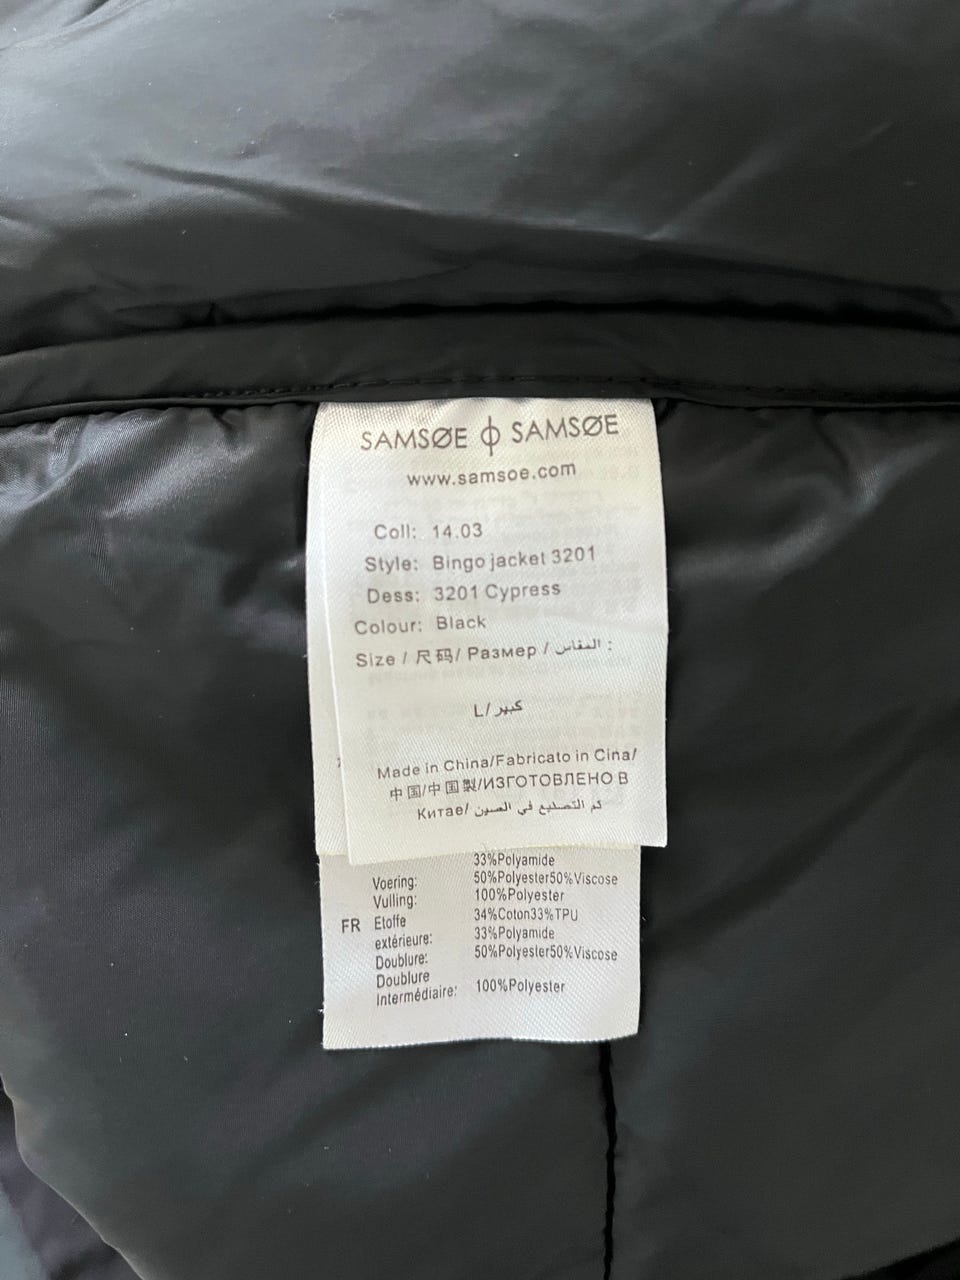 SAMSØE ϕ SAMSØE
www.samsoe.com
Coll: 14.03
Style: Bingo jacket 3201
Dess: 3201 Cypress
Colour: Black
Size / 尺码/ Размер / المقاس :
L/كبير
Made in China/Fabricato in Cina/
中国/中国製/ИЗГОТОВЛЕНО В
Китае/ كم التصنيع في الصين
33%Polyamide
Voering: 50%Polyester50%Viscose
Vulling: 100%Polyester
FR Etoffe 34%Coton33%TPU
extérieure: 33%Polyamide
Doublure: 50%Polyester50%Viscose
Doublure
Intermédiaire: 100%Polyester